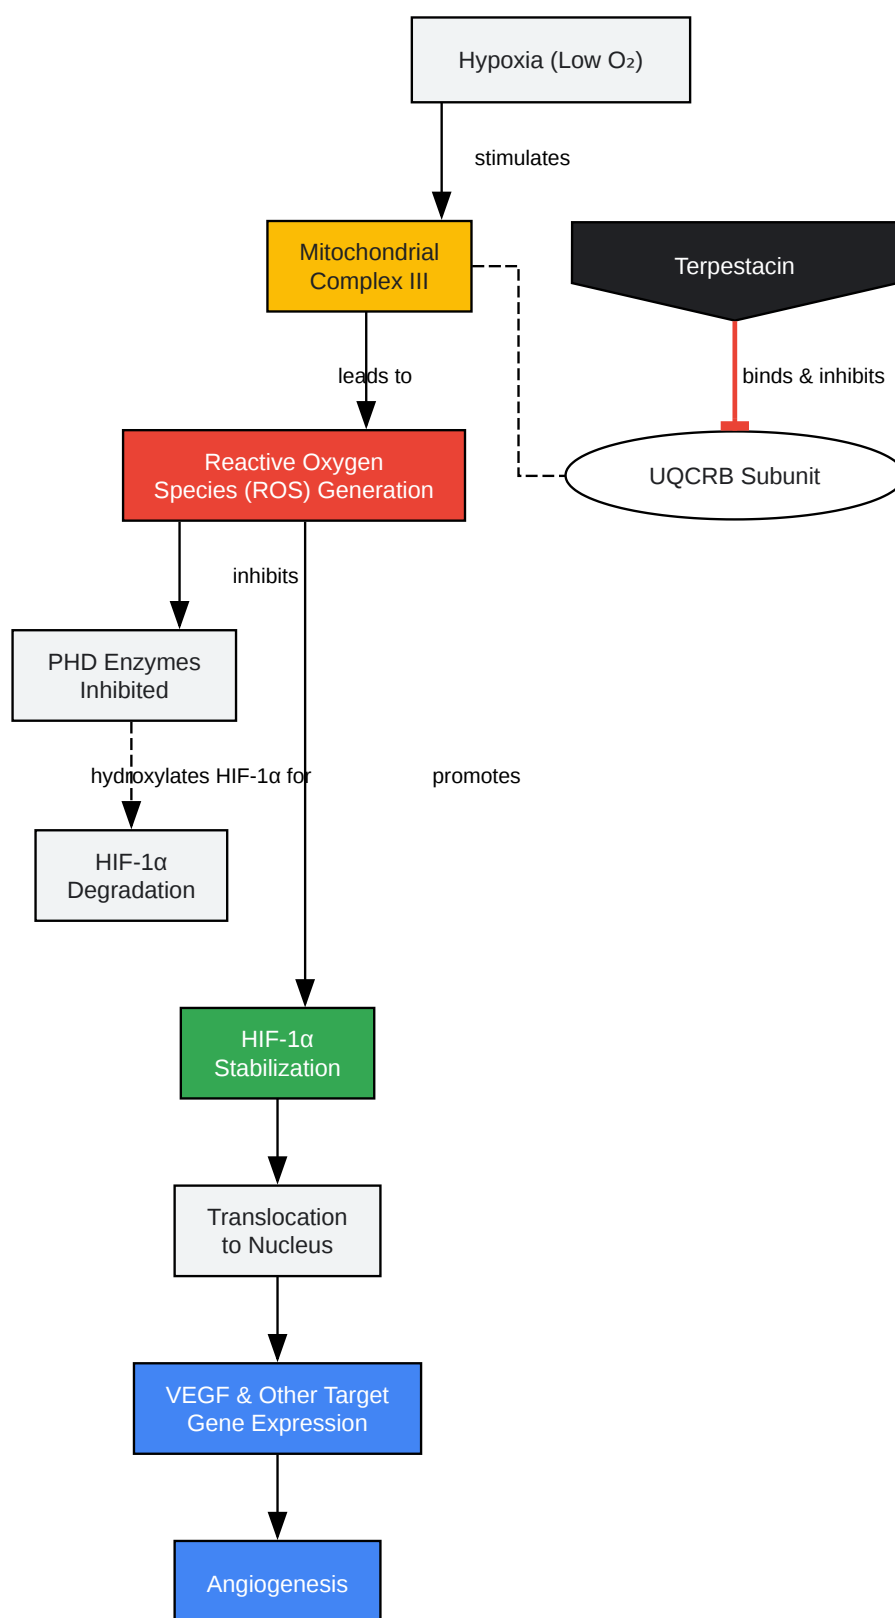 Hypoxia (Low O₂)
stimulates
Mitochondrial
Complex III
Terpestacin
leads to
binds & inhibits
Reactive Oxygen
Species (ROS) Generation
UQCRB Subunit
inhibits
PHD Enzymes
Inhibited
hydroxylates HIF-1α for
promotes
HIF-1α
Degradation
HIF-1α
Stabilization
Translocation
to Nucleus
VEGF & Other Target
Gene Expression
Angiogenesis